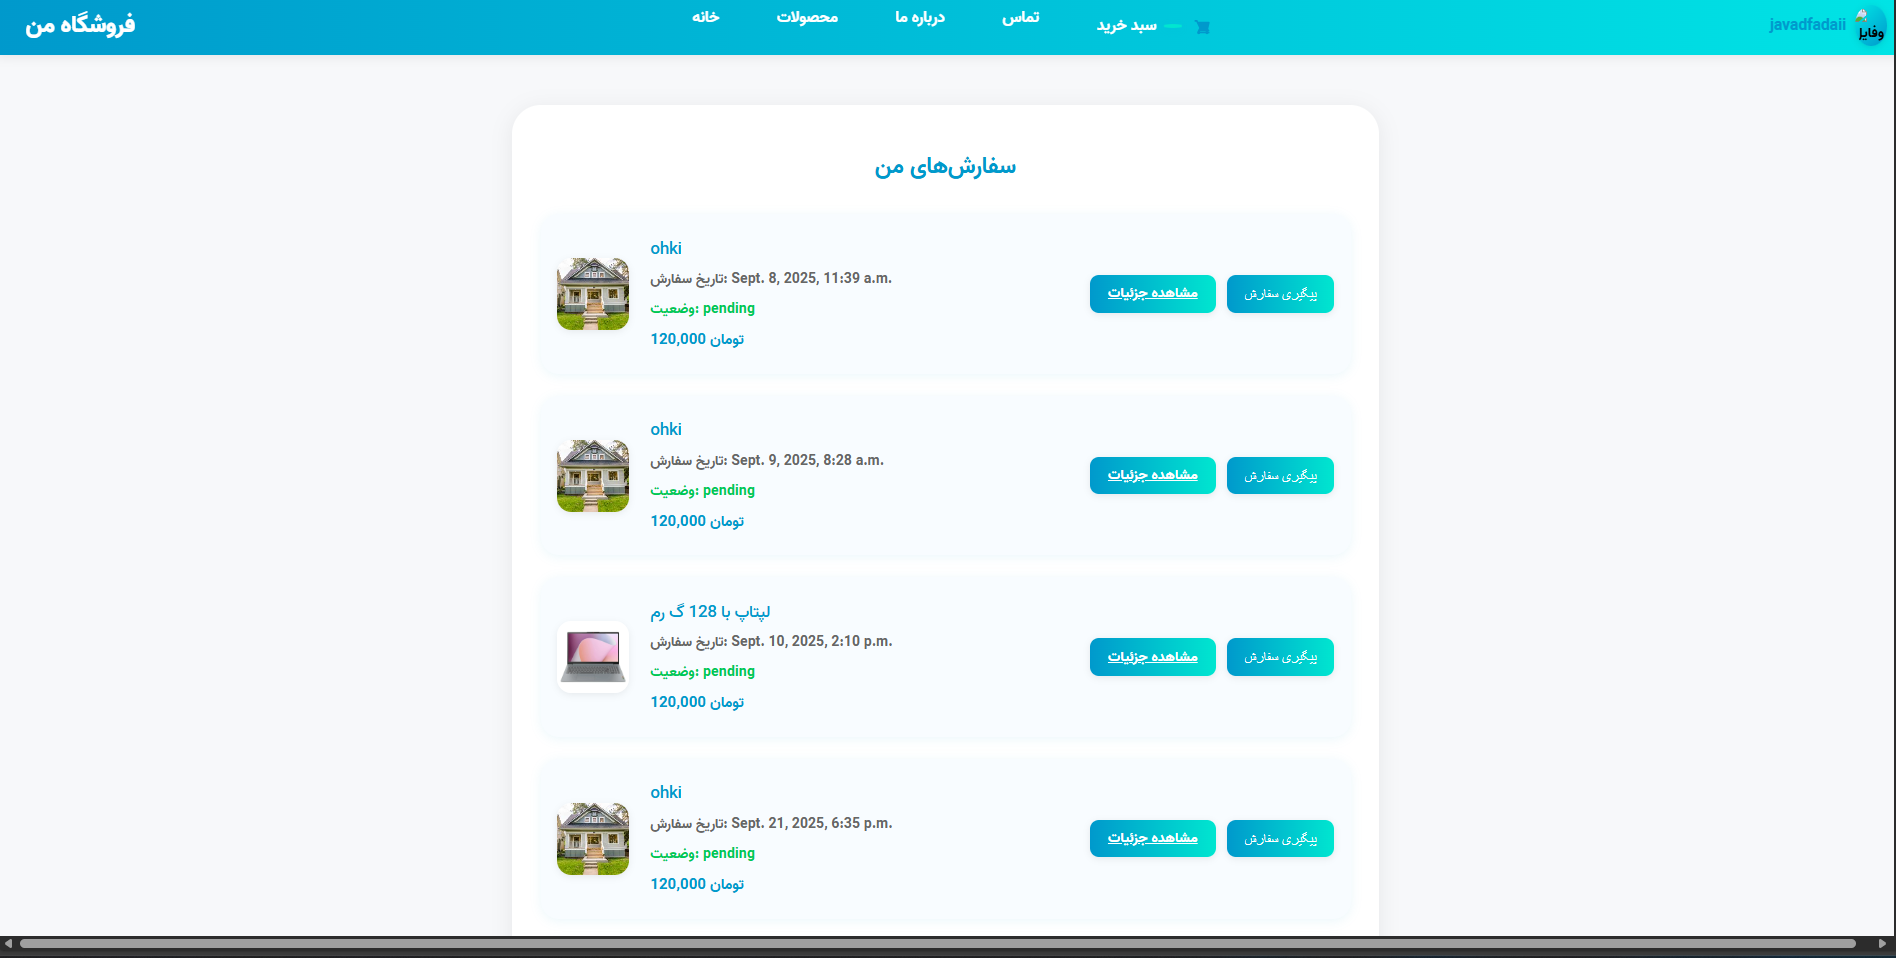 فروشگاه من
خانه
محصولات
درباره ما
تماس
سبد خرید
javadfadaii
سفارش‌های من
ohki
تاریخ سفارش: Sept. 8, 2025, 11:39 a.m.
وضعیت: pending
120,000 تومان
مشاهده جزئیات
پیگیری سفارش
ohki
تاریخ سفارش: Sept. 9, 2025, 8:28 a.m.
وضعیت: pending
120,000 تومان
مشاهده جزئیات
پیگیری سفارش
لپتاپ با 128 گ رم
تاریخ سفارش: Sept. 10, 2025, 2:10 p.m.
وضعیت: pending
120,000 تومان
مشاهده جزئیات
پیگیری سفارش
ohki
تاریخ سفارش: Sept. 21, 2025, 6:35 p.m.
وضعیت: pending
120,000 تومان
مشاهده جزئیات
پیگیری سفارش